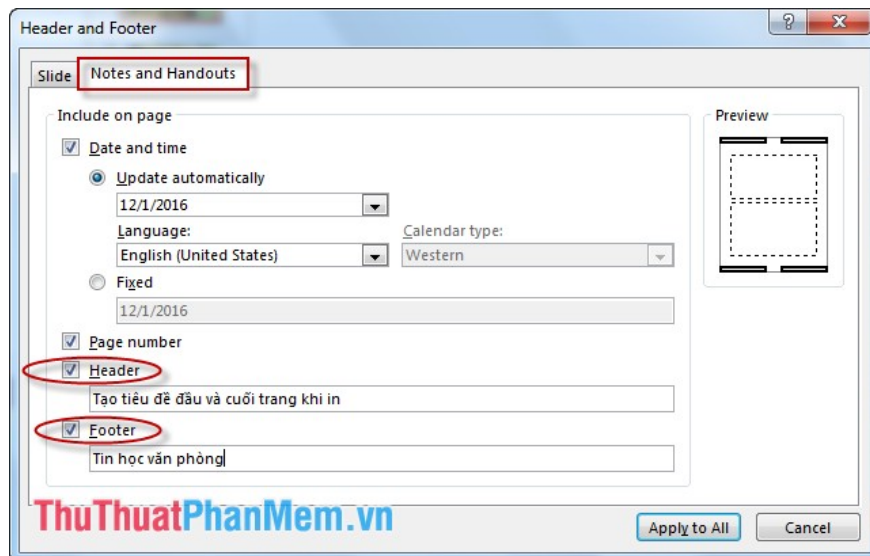 Header and Footer
Slide
Notes and Handouts
Include on page
Preview
Date and time
Update automatically
12/1/2016
Language:
Calendar type:
English (United States)
Western
Fixed
12/1/2016
Page number
Header
Tạo tiêu đề đầu và cuối trang khi in
Footer
Tin học văn phòng
ThuThuatPhanMem.vn
Apply to All
Cancel